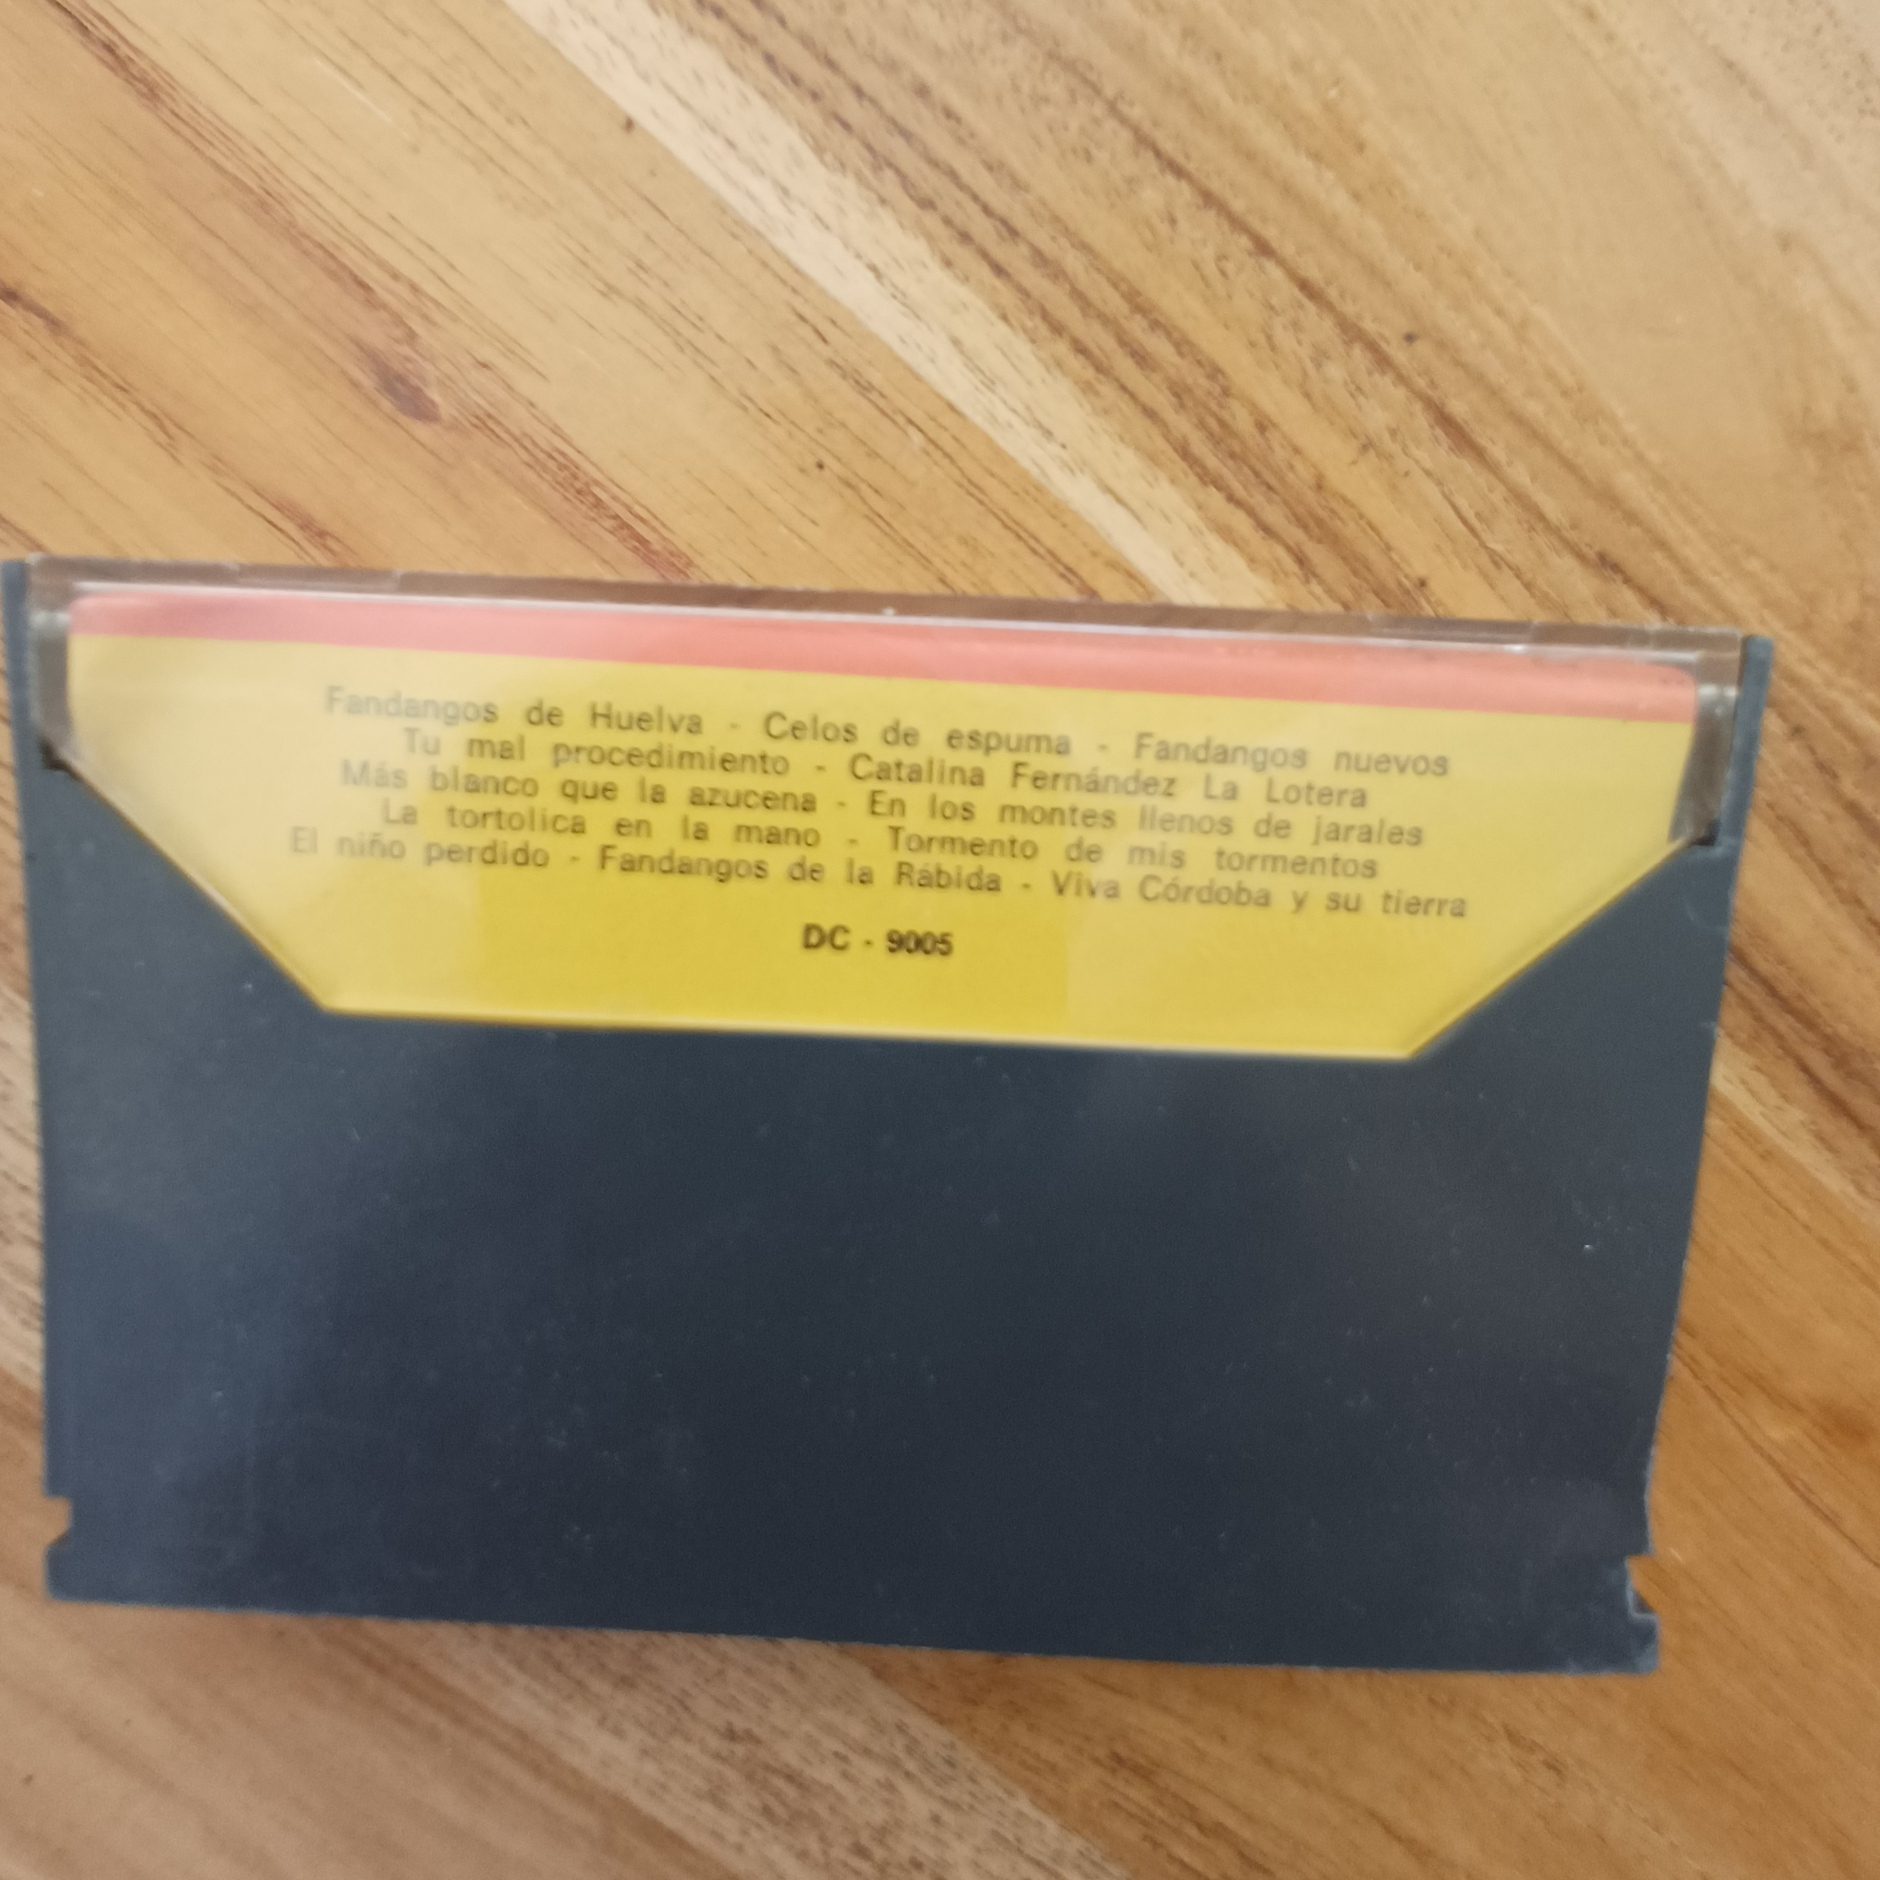 Fandangos de Huelva - Celos de espuma - Fandangos nuevos
Tu mal procedimiento - Catalina Fernández La Lotera
Más blanco que la azucena - En los montes llenos de jarales
La tortolica en la mano - Tormento de mis tormentos
El niño perdido - Fandangos de la Rábida - Viva Córdoba y su tierra
DC - 9005